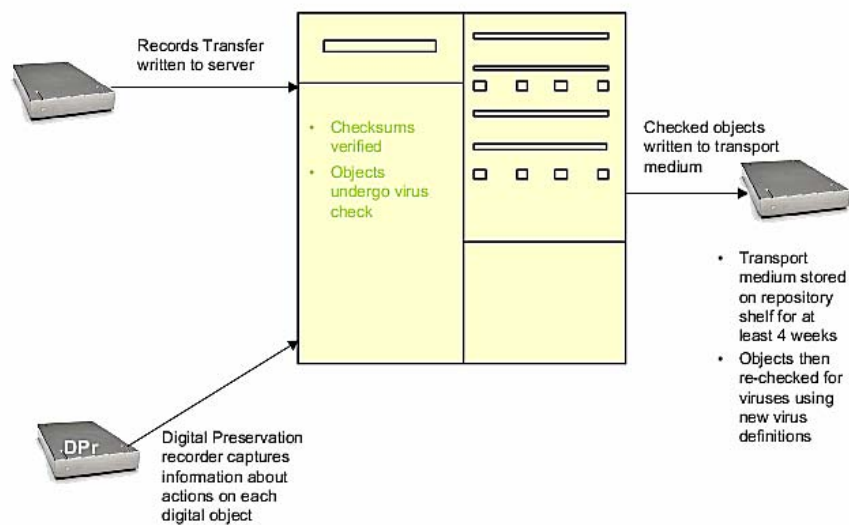 Records Transfer
written to server
• Checksums
verified
• Objects
undergo virus
check
Checked objects
written to transport
medium
• Transport
medium stored
on repository
shelf for at
least 4 weeks
• Objects then
re-checked for
viruses using
new virus
definitions
DPr
Digital Preservation
recorder captures
information about
actions on each
digital object